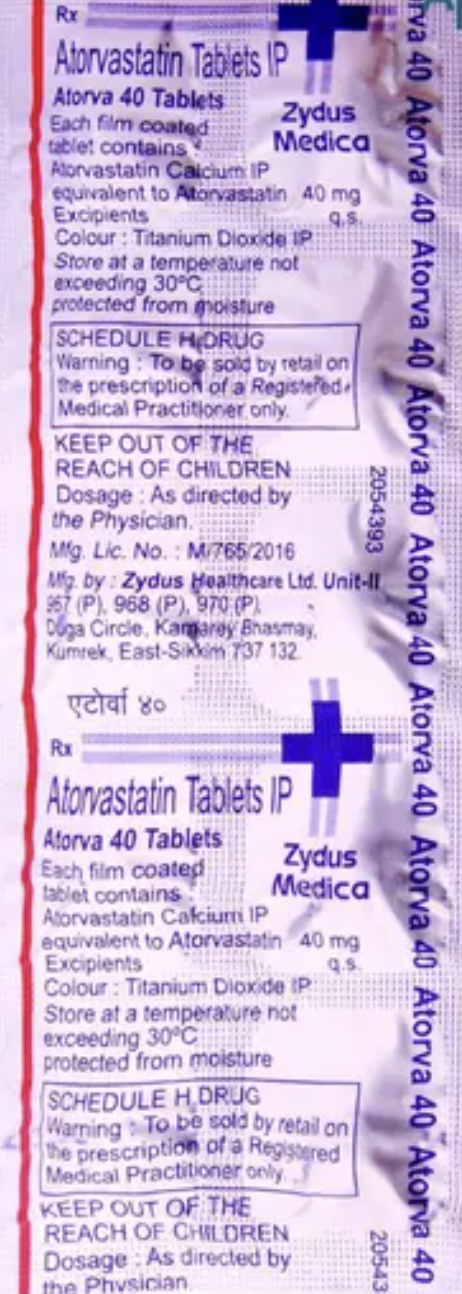 Rx
Atorvastatin Tablets IP
Atorva 40 Tablets
Zydus
Medica
Each film coated
tablet contains
Atorvastatin Calcium IP
equivalent to Atorvastatin 40 mg
Excipients q.s.
Colour : Titanium Dioxide IP
Store at a temperature not
exceeding 30°C
protected from moisture
SCHEDULE H DRUG
Warning : To be sold by retail on
the prescription of a Registered
Medical Practitioner only.
KEEP OUT OF THE
REACH OF CHILDREN
Dosage : As directed by
the Physician.
2054393
Mfg. Lic. No. : M/765/2016
Mfg. by : Zydus Healthcare Ltd. Unit-II
967 (P), 968 (P), 970 (P),
Duga Circle, Kamarey Bhasmay,
Kumrek, East-Sikkim 737 132.
एटोर्वा ४०
Rx
Atorvastatin Tablets IP
Atorva 40 Tablets
Zydus
Medica
Each film coated
tablet contains :
Atorvastatin Calcium IP
equivalent to Atorvastatin 40 mg
Excipients q.s.
Colour : Titanium Dioxide IP
Store at a temperature not
exceeding 30°C
protected from moisture
SCHEDULE H DRUG
Warning : To be sold by retail on
the prescription of a Registered
Medical Practitioner only.
KEEP OUT OF THE
REACH OF CHILDREN
Dosage : As directed by
the Physician.
20543
rva 40 Atorva 40 Atorva 40 Atorva 40 Atorva 40 Atorva 40 Atorva 40 Atorva 40 Atorva 40 Atorva 40